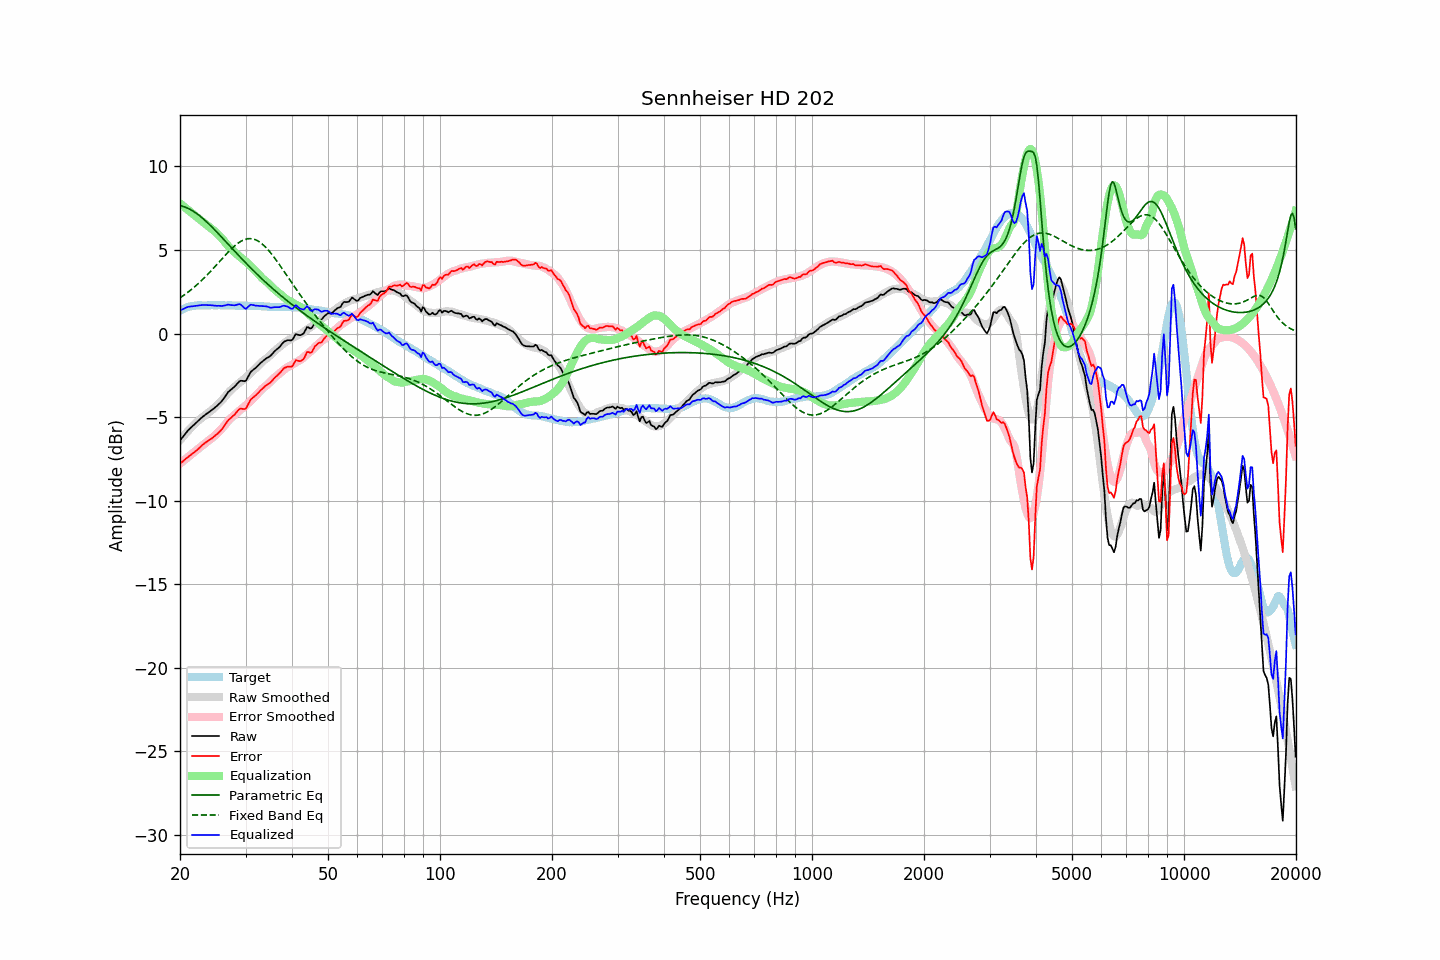 Sennheiser HD 202
10
5
0
−5
−10
−15
−20
−25
−30
Amplitude (dBr)
Target
Raw Smoothed
Error Smoothed
Raw
Error
Equalization
Parametric Eq
Fixed Band Eq
Equalized
20 50 100 200 500 1000 2000 5000 10000 20000
Frequency (Hz)